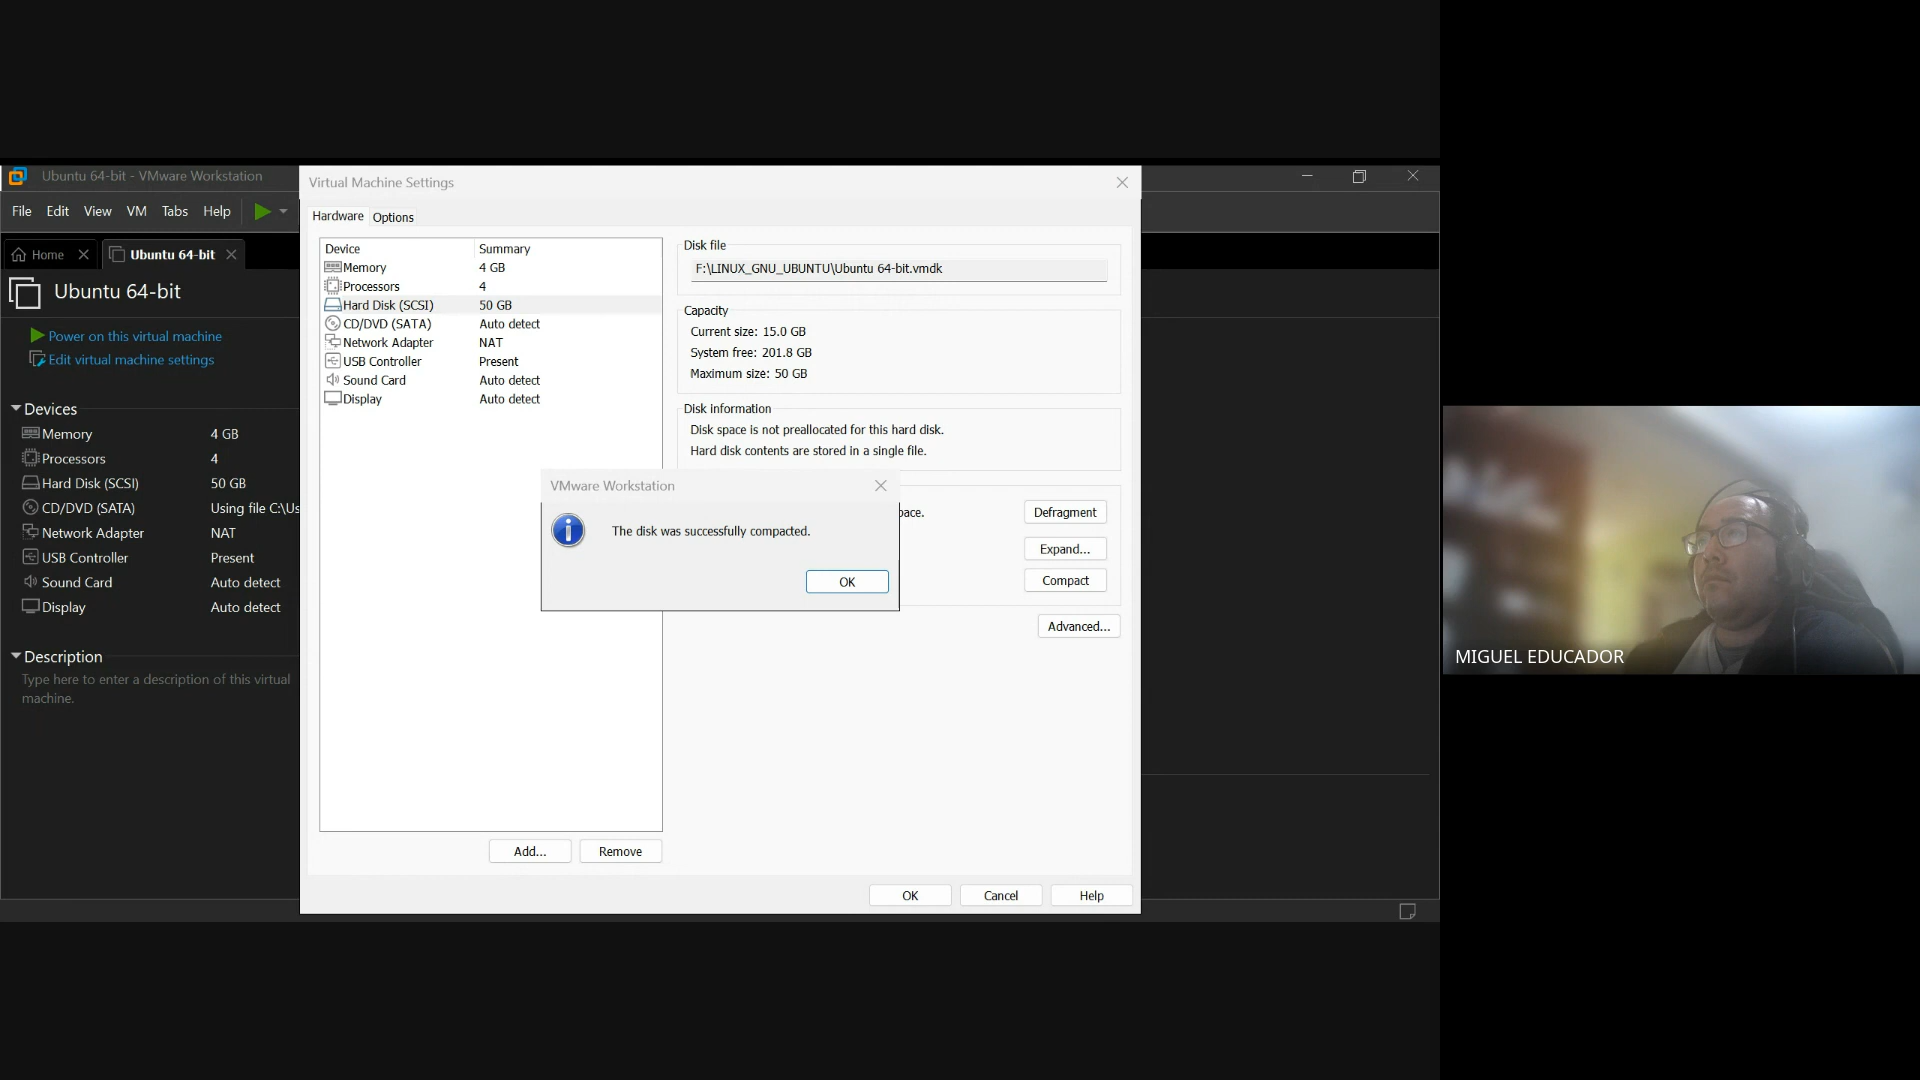 Ubuntu 64-bit - VMware Workstation
File Edit View VM Tabs Help
Home
Ubuntu 64-bit
Ubuntu 64-bit
Power on this virtual machine
Edit virtual machine settings
Devices
Memory 4 GB
Processors 4
Hard Disk (SCSI) 50 GB
CD/DVD (SATA) Using file C:\Us
Network Adapter NAT
USB Controller Present
Sound Card Auto detect
Display Auto detect
Description
Type here to enter a description of this virtual
machine.
Virtual Machine Settings
Hardware Options
Device Summary
Memory 4 GB
Processors 4
Hard Disk (SCSI) 50 GB
CD/DVD (SATA) Auto detect
Network Adapter NAT
USB Controller Present
Sound Card Auto detect
Display Auto detect
Add... Remove
Disk file
F:\LINUX_GNU_UBUNTU\Ubuntu 64-bit.vmdk
Capacity
Current size: 15.0 GB
System free: 201.8 GB
Maximum size: 50 GB
Disk information
Disk space is not preallocated for this hard disk.
Hard disk contents are stored in a single file.
Defragment
Expand...
Compact
Advanced...
VMware Workstation
The disk was successfully compacted.
OK
OK Cancel Help
MIGUEL EDUCADOR